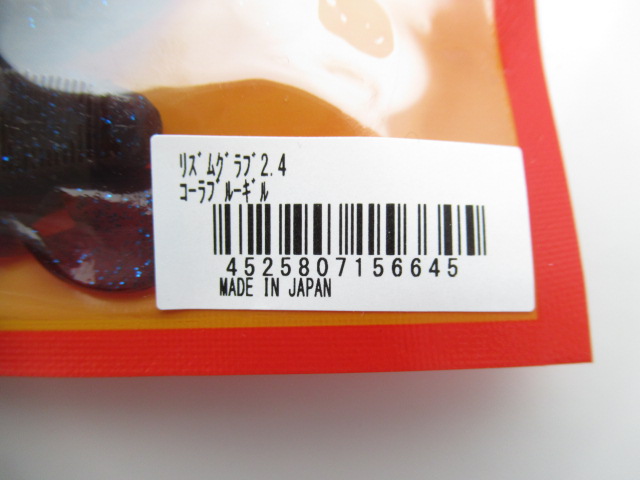 ﾘｽﾞﾑｸﾞﾗﾌﾞ2.4
ｺｰﾗﾌﾞﾙｰｷﾞﾙ
4525807156645
MADE IN JAPAN